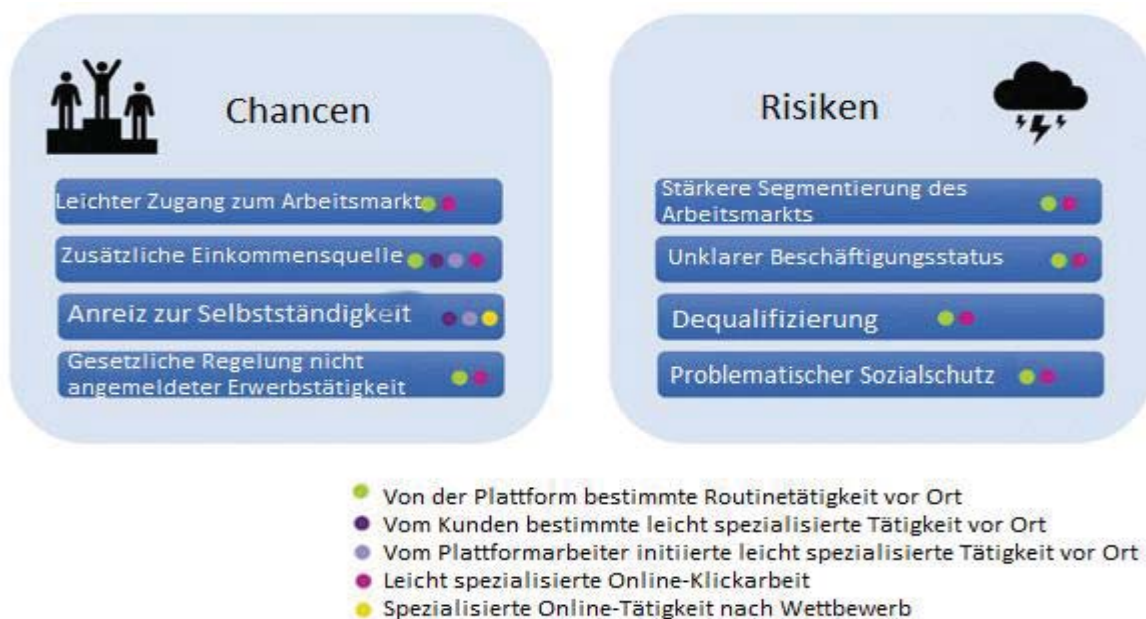 Chancen
Leichter Zugang zum Arbeitsmarkt
Zusätzliche Einkommensquelle
Anreiz zur Selbstständigkeit
Gesetzliche Regelung nicht
angemeldeter Erwerbstätigkeit
Risiken
Stärkere Segmentierung des
Arbeitsmarkts
Unklarer Beschäftigungsstatus
Dequalifizierung
Problematischer Sozialschutz
Von der Plattform bestimmte Routinetätigkeit vor Ort
Vom Kunden bestimmte leicht spezialisierte Tätigkeit vor Ort
Vom Plattformarbeiter initiierte leicht spezialisierte Tätigkeit vor Ort
Leicht spezialisierte Online-Klickarbeit
Spezialisierte Online-Tätigkeit nach Wettbewerb